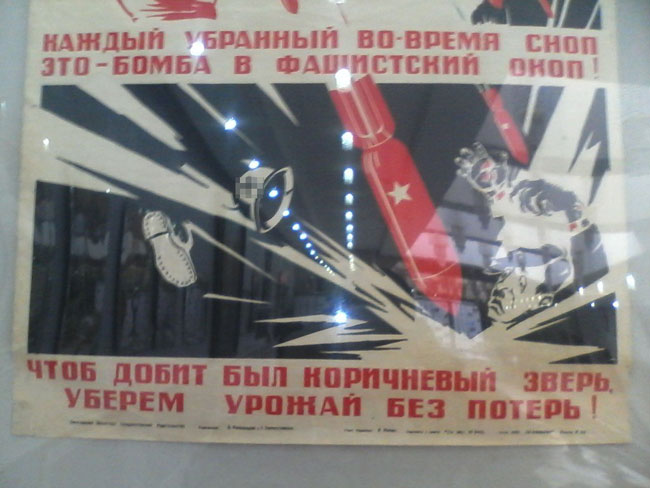 КАЖДЫЙ УБРАННЫЙ ВО-ВРЕМЯ СНОП
ЭТО-БОМБА В ФАШИСТСКИЙ ОКОП!
ЧТОБ ДОБИТ БЫЛ КОРИЧНЕВЫЙ ЗВЕРЬ,
УБЕРЕМ УРОЖАЙ БЕЗ ПОТЕРЬ!